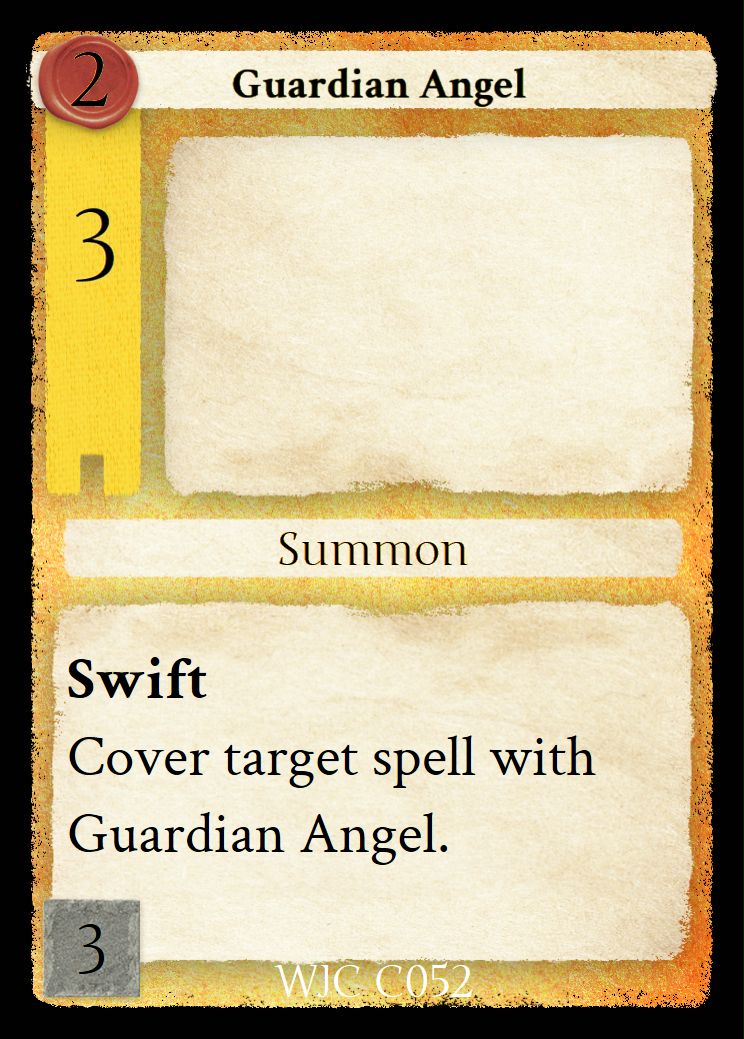 2
Guardian Angel
3
Summon
Swift
Cover target spell with
Guardian Angel.
3
WJC C052